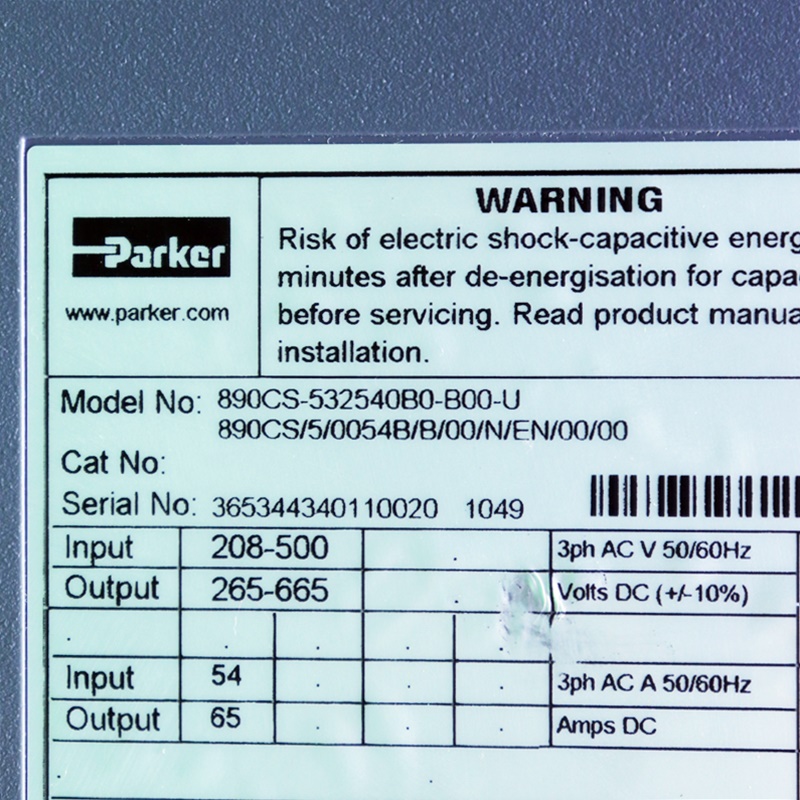 WARNING
Parker
www.parker.com
Risk of electric shock-capacitive
minutes after de-energisation for
before servicing. Read product
installation.
Model No: 890CS-532540B0-B00-U
890CS/5/0054B/B/00/N/EN/00/00
Cat No:
Serial No: 365344340110020 1049
Input 208-500 . 3ph AC V 50/60Hz
Output 265-665 . Volts DC (+/-10%)
. . . . .
Input 54 . . . 3ph AC A 50/60Hz
Output 65 . . . Amps DC
. .